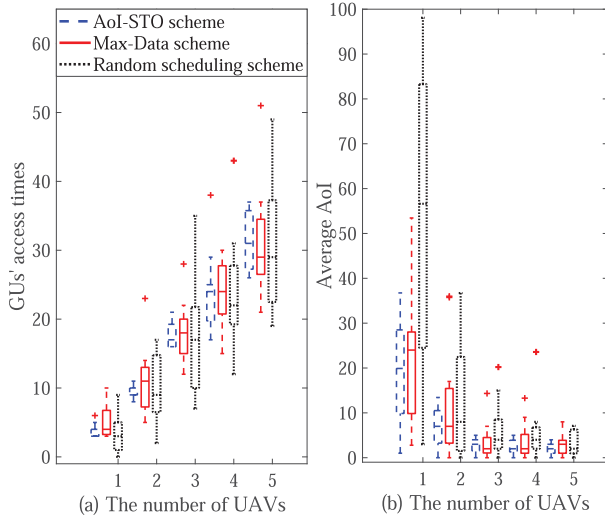 AoI-STO scheme
Max-Data scheme
Random scheduling scheme
GUs' access times
60
50
40
30
20
10
0
1 2 3 4 5
(a) The number of UAVs
Average AoI
100
90
80
70
60
50
40
30
20
10
0
1 2 3 4 5
(b) The number of UAVs